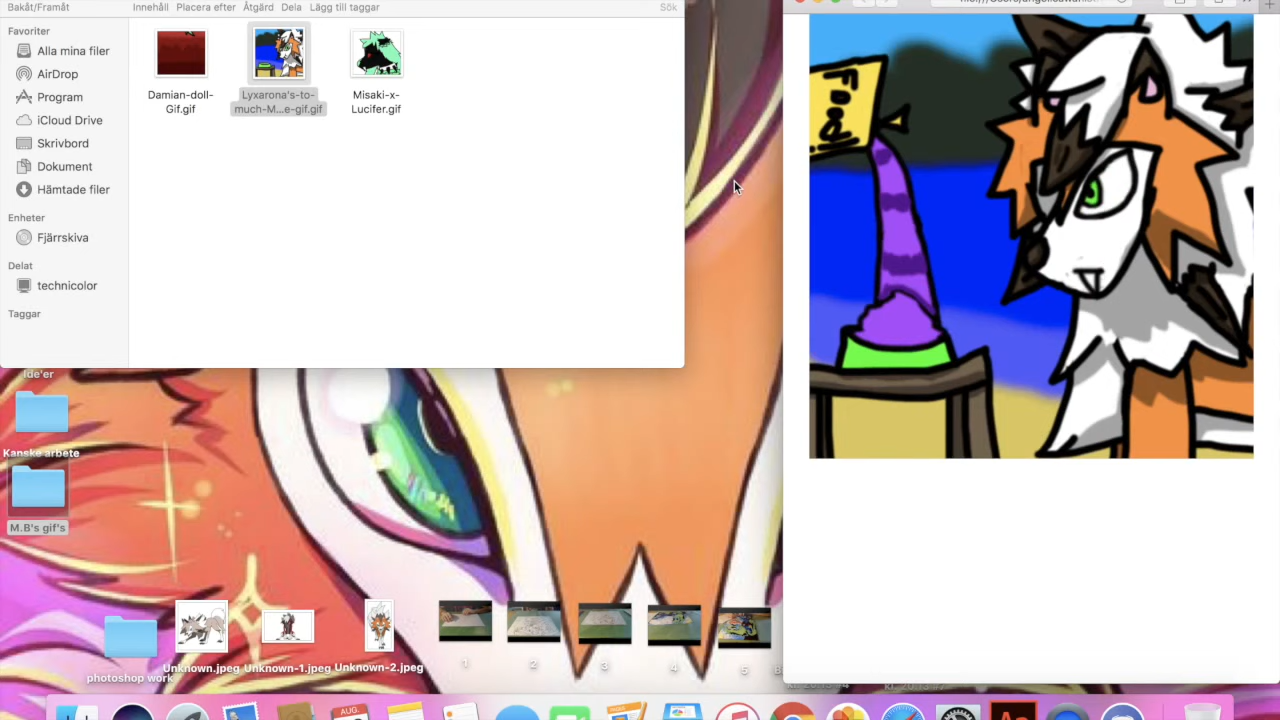 Bakåt/Framåt Innehåll Placera efter Åtgärd Dela Lägg till taggar Sök
Favoriter
Alla mina filer
AirDrop
Program
iCloud Drive
Skrivbord
Dokument
Hämtade filer
Enheter
Fjärrskiva
Delat
technicolor
Taggar
Damian-doll-
Gif.gif
Lyxarona's-to-
much-M...e-gif.gif
Misaki-x-
Lucifer.gif
Food
Ide'er
Kanske arbete
M.B's gif's
photoshop work
Unknown.jpeg
Unknown-1.jpeg
Unknown-2.jpeg
1
2
3
4
5
AUG.